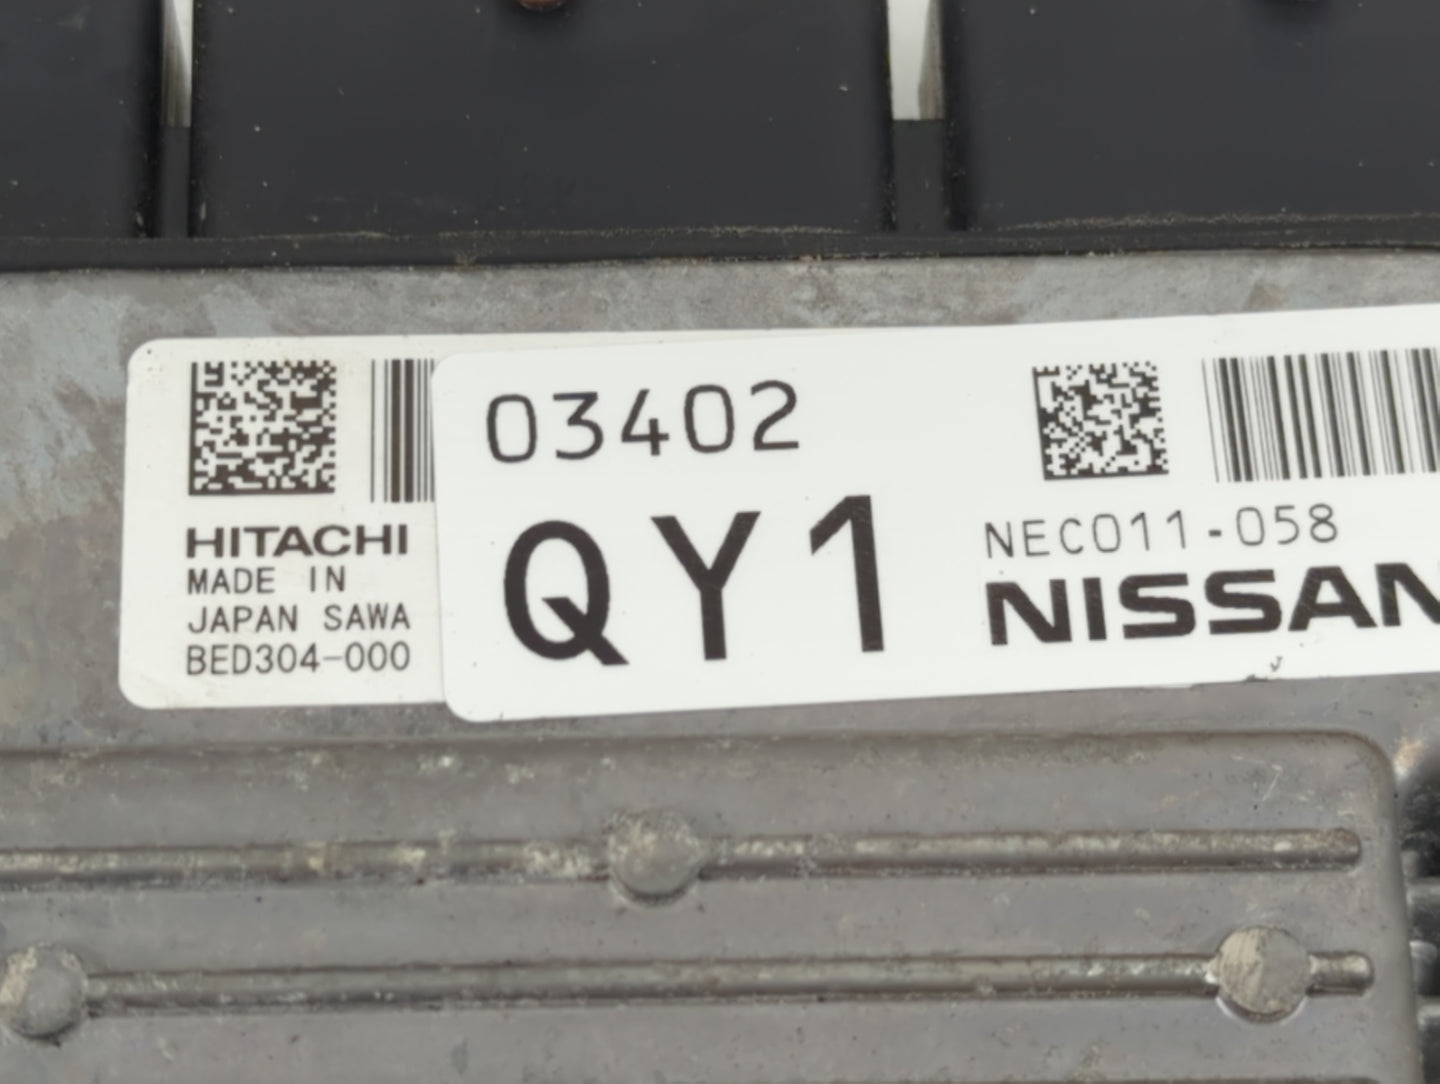 HITACHI
MADE IN
JAPAN SAWA
BED304-000
03402
QY1
NEC011-058
NISSAN